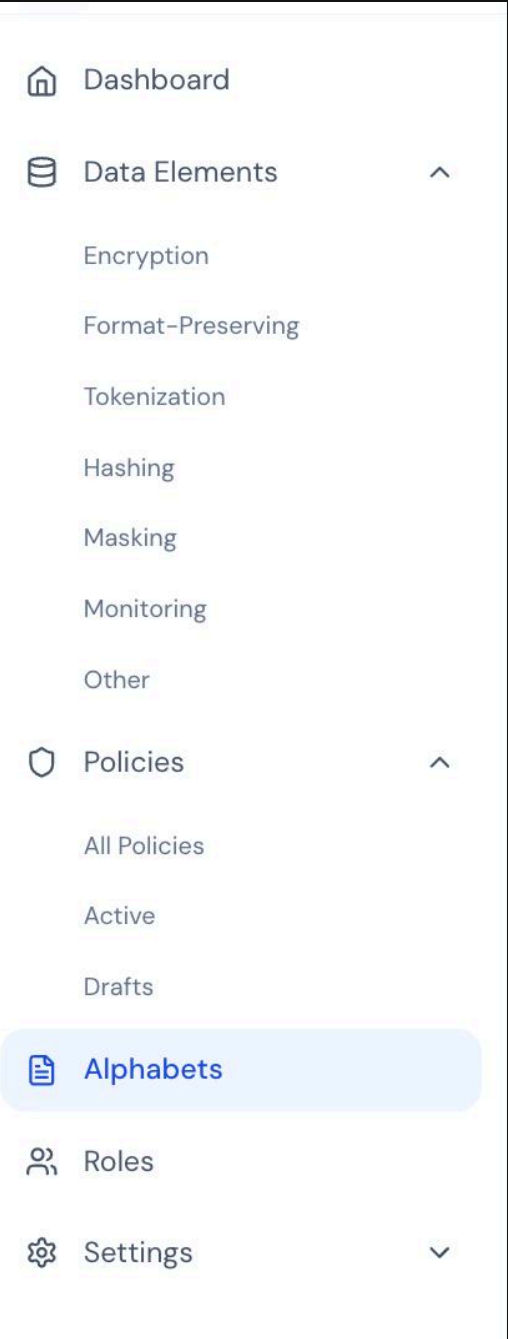 Dashboard
Data Elements
Encryption
Format-Preserving
Tokenization
Hashing
Masking
Monitoring
Other
Policies
All Policies
Active
Drafts
Alphabets
Roles
Settings